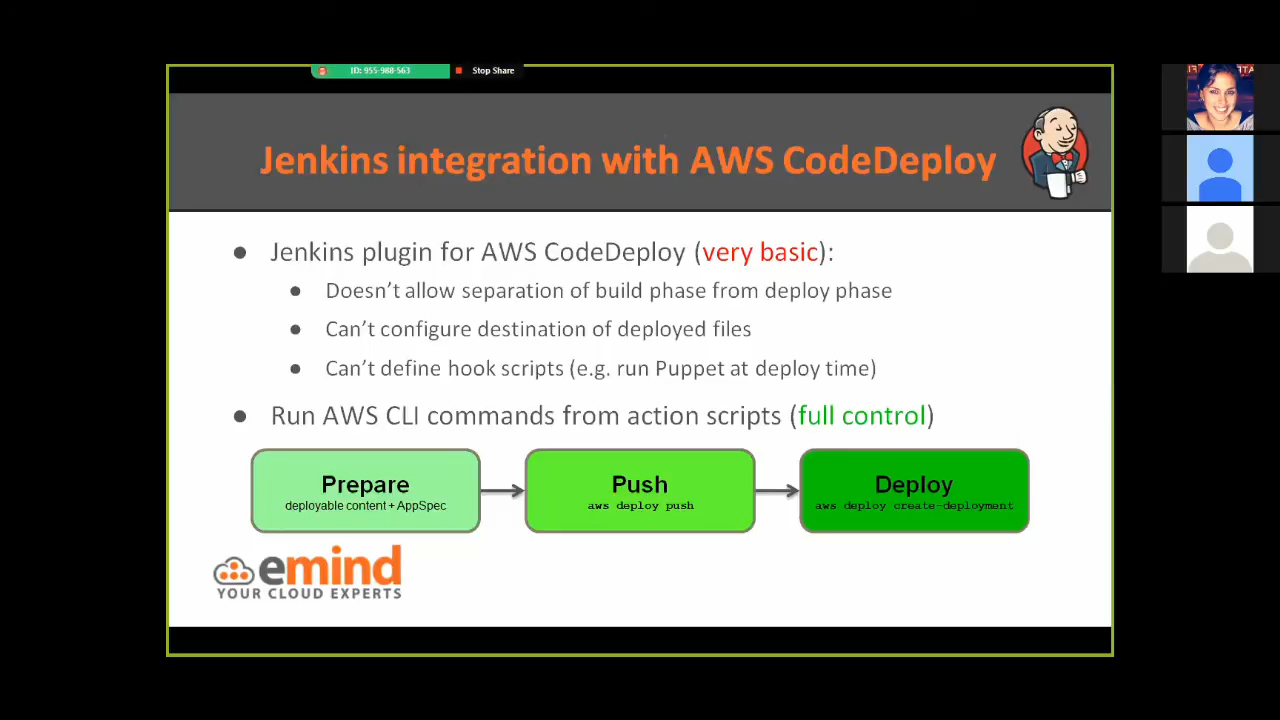 ID: 955-988-563
Stop Share
Jenkins integration with AWS CodeDeploy
● Jenkins plugin for AWS CodeDeploy (very basic):
● Doesn't allow separation of build phase from deploy phase
● Can't configure destination of deployed files
● Can't define hook scripts (e.g. run Puppet at deploy time)
● Run AWS CLI commands from action scripts (full control)
Prepare
deployable content + AppSpec
Push
aws deploy push
Deploy
aws deploy create-deployment
emind
YOUR CLOUD EXPERTS